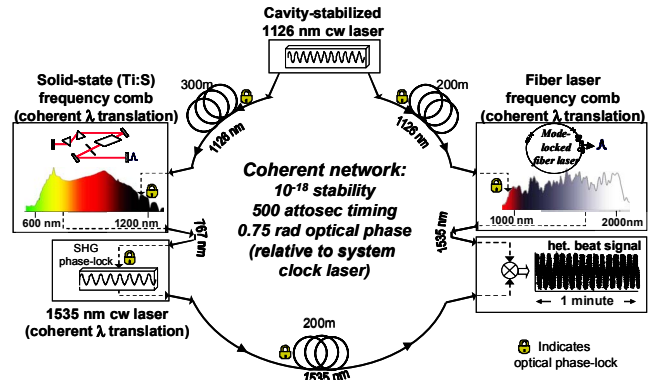 Cavity-stabilized
1126 nm cw laser
Solid-state (Ti:S)
frequency comb
(coherent λ translation)
300m
1126 nm
200m
1126 nm
Fiber laser
frequency comb
(coherent λ translation)
Mode-
locked
fiber laser
600 nm
1200 nm
1000 nm
2000nm
Coherent network:
10-18 stability
500 attosec timing
0.75 rad optical phase
(relative to system
clock laser)
767 nm
1535 nm
SHG
phase-lock
1535 nm cw laser
(coherent λ translation)
het. beat signal
1 minute
200m
1535 nm
Indicates
optical phase-lock